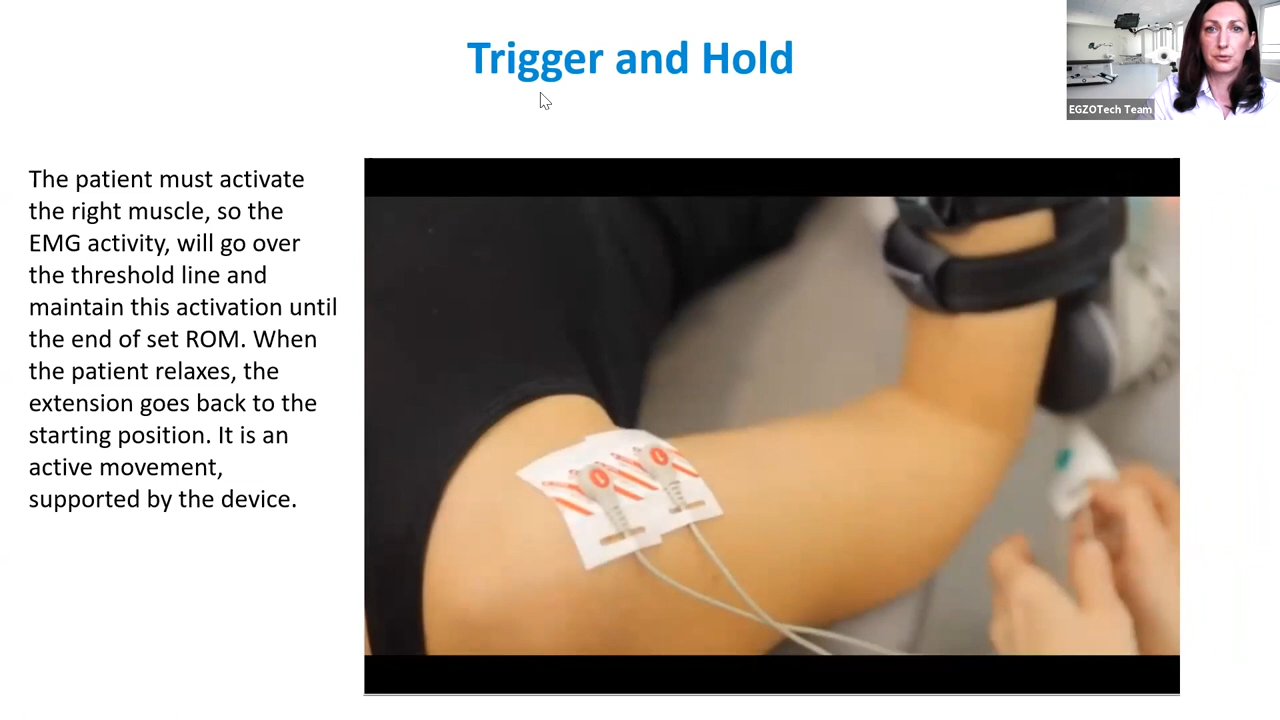 Trigger and Hold
EGZOTech Team
The patient must activate
the right muscle, so the
EMG activity, will go over
the threshold line and
maintain this activation until
the end of set ROM. When
the patient relaxes, the
extension goes back to the
starting position. It is an
active movement,
supported by the device.